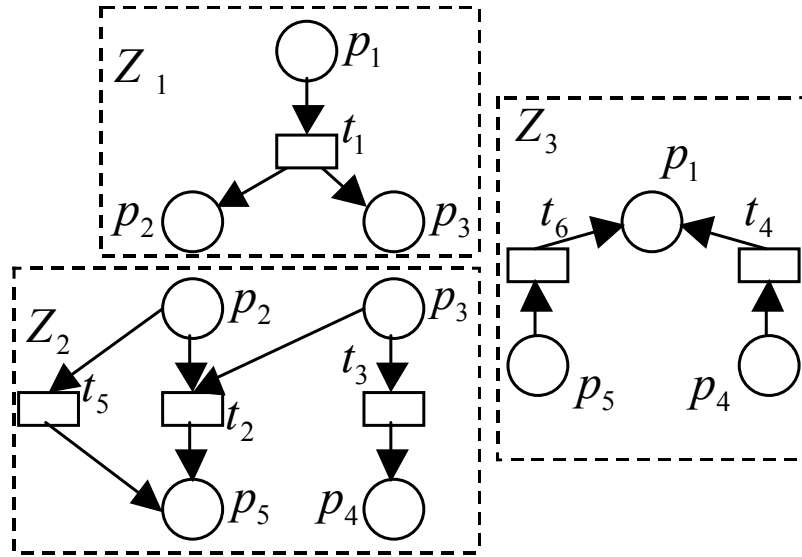 Z₁
p₁
t₁
p₂
p₃
Z₂
p₂
p₃
t₅
t₂
t₃
p₅
p₄
Z₃
p₁
t₆
t₄
p₅
p₄